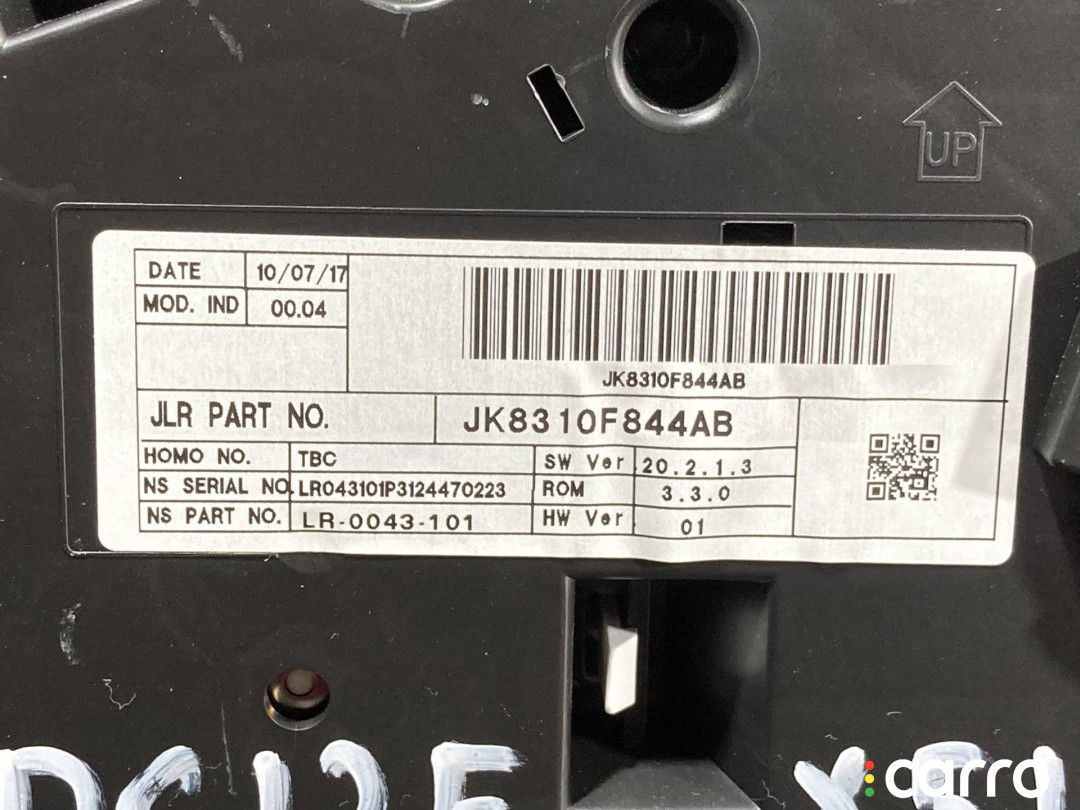 UP
DATE 10/07/17
MOD. IND 00.04
JK8310F844AB
JLR PART NO. JK8310F844AB
HOMO NO. TBC SW Ver 20.2.1.3
NS SERIAL NO. LR043101P3124470223 ROM 3.3.0
NS PART NO. LR-0043-101 HW Ver 01
carro